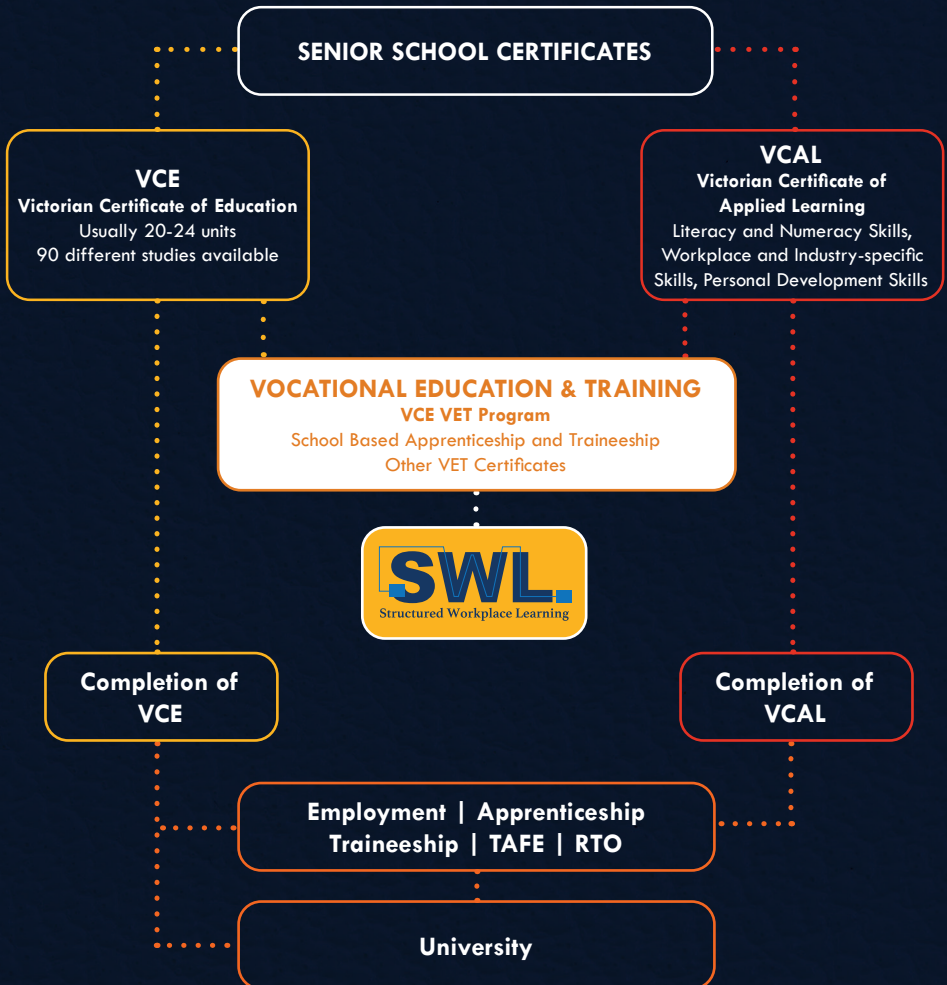 SENIOR SCHOOL CERTIFICATES
VCE
Victorian Certificate of Education
Usually 20-24 units
90 different studies available
VCAL
Victorian Certificate of
Applied Learning
Literacy and Numeracy Skills,
Workplace and Industry-specific
Skills, Personal Development Skills
VOCATIONAL EDUCATION & TRAINING
VCE VET Program
School Based Apprenticeship and Traineeship
Other VET Certificates
SWL
Structured Workplace Learning
Completion of
VCE
Completion of
VCAL
Employment | Apprenticeship
Traineeship | TAFE | RTO
University